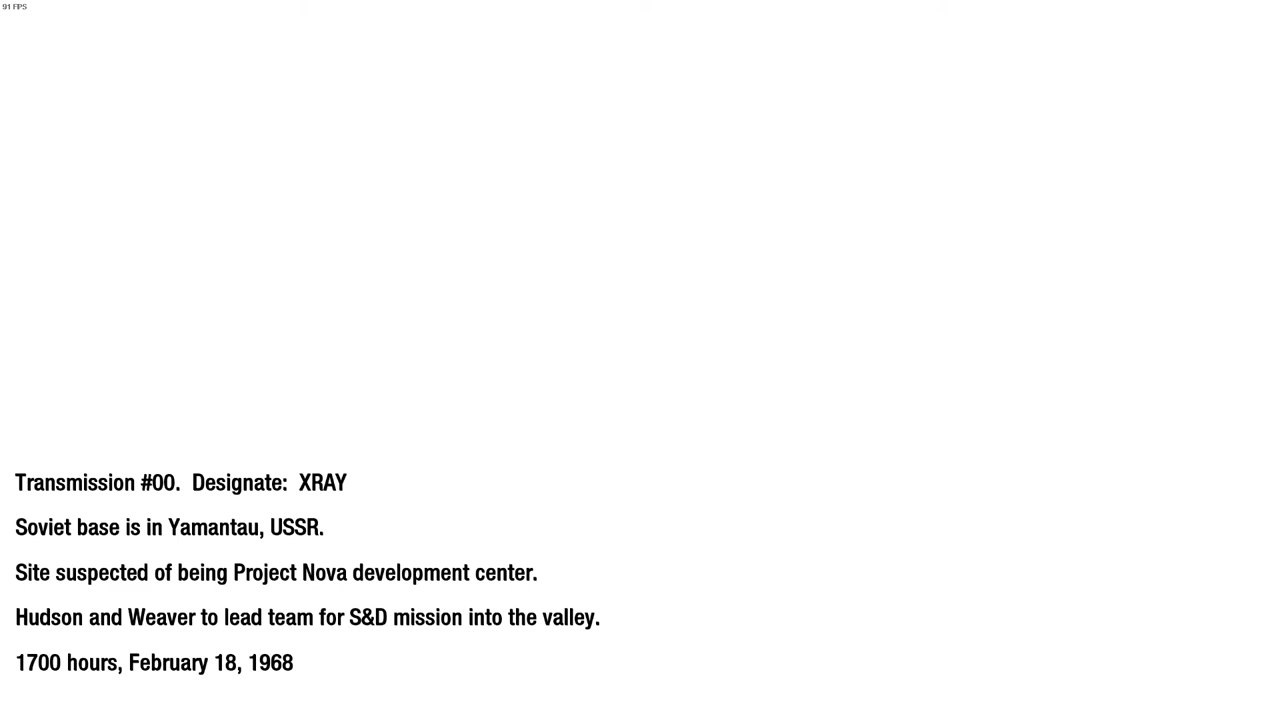 91 FPS
Transmission #00.  Designate:  XRAY
Soviet base is in Yamantau, USSR.
Site suspected of being Project Nova development center.
Hudson and Weaver to lead team for S&D mission into the valley.
1700 hours, February 18, 1968